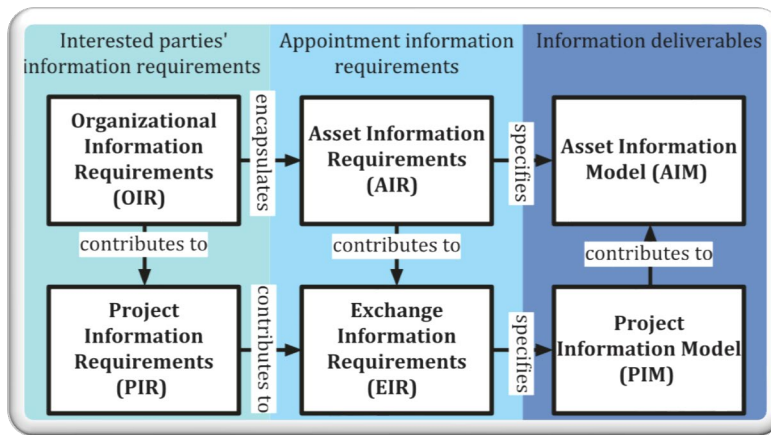 Interested parties'
information requirements
Appointment information
requirements
Information deliverables
Organizational
Information
Requirements
(OIR)
encapsulates
Asset Information
Requirements
(AIR)
specifies
Asset Information
Model (AIM)
contributes to
contributes to
contributes to
Project
Information
Requirements
(PIR)
contributes to
Exchange
Information
Requirements
(EIR)
specifies
Project
Information Model
(PIM)